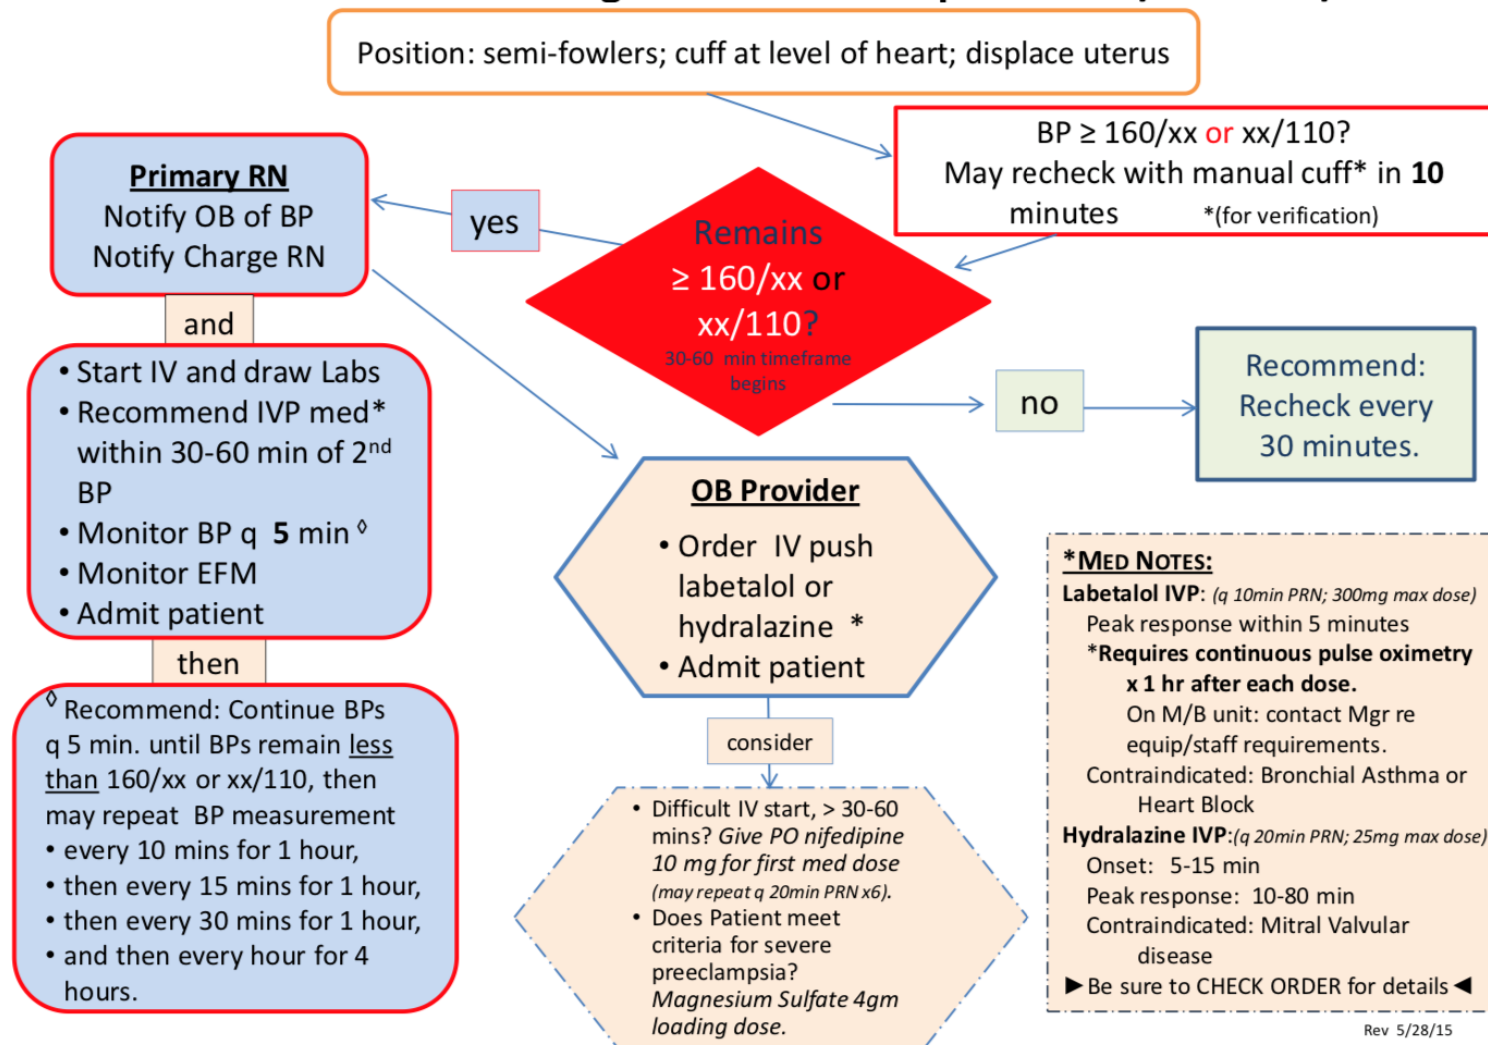 Position: semi-fowlers; cuff at level of heart; displace uterus
BP ≥ 160/xx or xx/110?
May recheck with manual cuff* in 10
minutes *(for verification)
Remains
≥ 160/xx or
xx/110?
30-60 min timeframe
begins
yes
Primary RN
Notify OB of BP
Notify Charge RN
and
• Start IV and draw Labs
• Recommend IVP med*
within 30-60 min of 2nd
BP
• Monitor BP q 5 min ◊
• Monitor EFM
• Admit patient
then
◊ Recommend: Continue BPs
q 5 min. until BPs remain less
than 160/xx or xx/110, then
may repeat BP measurement
• every 10 mins for 1 hour,
• then every 15 mins for 1 hour,
• then every 30 mins for 1 hour,
• and then every hour for 4
hours.
no
Recommend:
Recheck every
30 minutes.
OB Provider
• Order IV push
labetalol or
hydralazine *
• Admit patient
consider
• Difficult IV start, > 30-60
mins? Give PO nifedipine
10 mg for first med dose
(may repeat q 20min PRN x6).
• Does Patient meet
criteria for severe
preeclampsia?
Magnesium Sulfate 4gm
loading dose.
*MED NOTES:
Labetalol IVP: (q 10min PRN; 300mg max dose)
Peak response within 5 minutes
*Requires continuous pulse oximetry
x 1 hr after each dose.
On M/B unit: contact Mgr re
equip/staff requirements.
Contraindicated: Bronchial Asthma or
Heart Block
Hydralazine IVP:(q 20min PRN; 25mg max dose)
Onset: 5-15 min
Peak response: 10-80 min
Contraindicated: Mitral Valvular
disease
►Be sure to CHECK ORDER for details◄
Rev 5/28/15